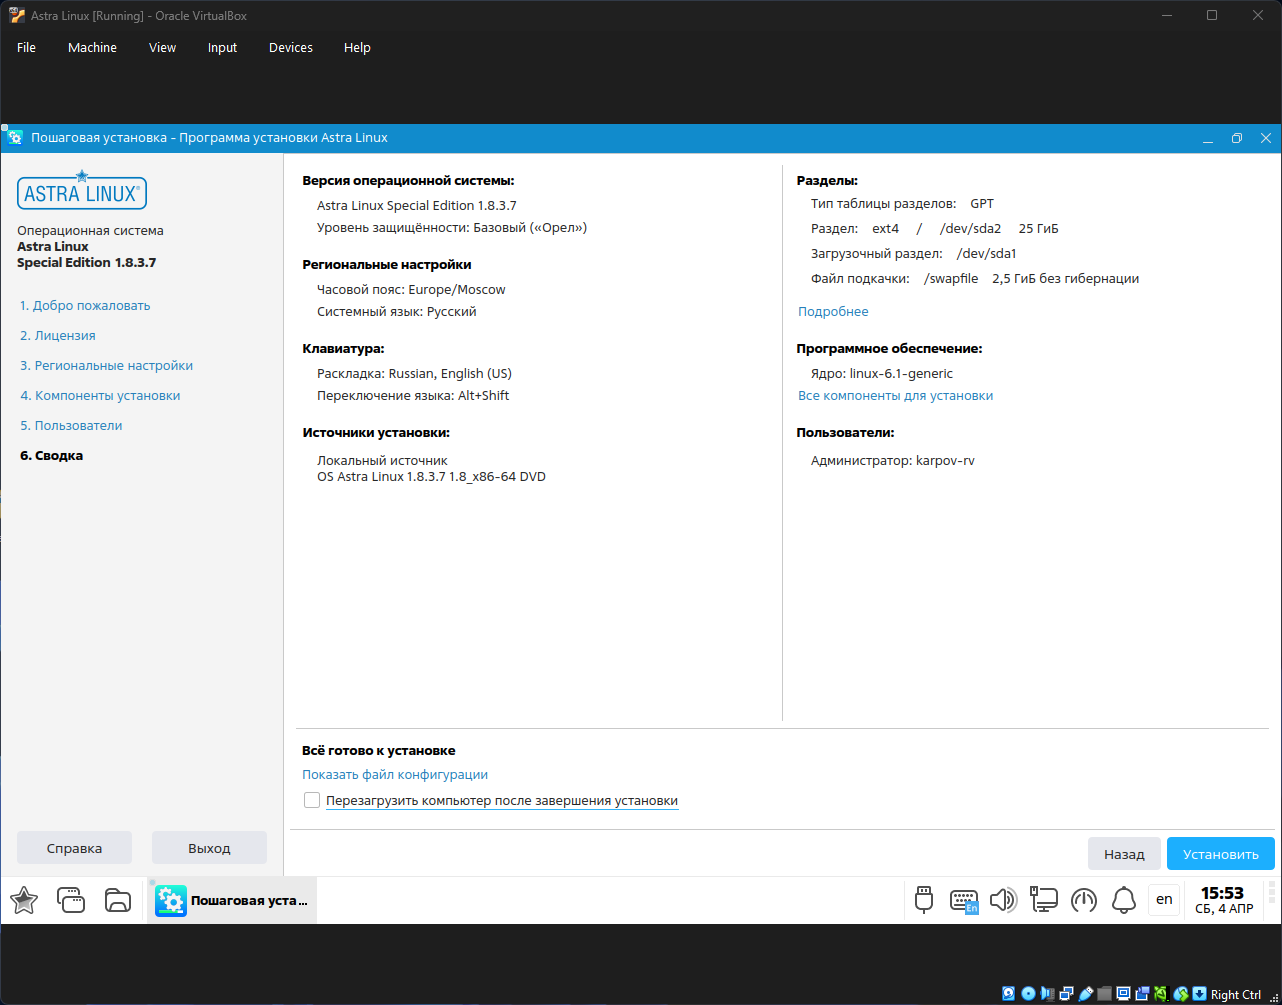 Astra Linux [Running] - Oracle VirtualBox
File Machine View Input Devices Help
Пошаговая установка - Программа установки Astra Linux
ASTRA LINUX®
Операционная система
Astra Linux
Special Edition 1.8.3.7
1. Добро пожаловать
2. Лицензия
3. Региональные настройки
4. Компоненты установки
5. Пользователи
6. Сводка
Справка
Выход
Версия операционной системы:
Astra Linux Special Edition 1.8.3.7
Уровень защищённости: Базовый («Орел»)
Региональные настройки
Часовой пояс: Europe/Moscow
Системный язык: Русский
Клавиатура:
Раскладка: Russian, English (US)
Переключение языка: Alt+Shift
Источники установки:
Локальный источник
OS Astra Linux 1.8.3.7 1.8_x86-64 DVD
Разделы:
Тип таблицы разделов: GPT
Раздел: ext4 / /dev/sda2 25 ГиБ
Загрузочный раздел: /dev/sda1
Файл подкачки: /swapfile 2,5 ГиБ без гибернации
Подробнее
Программное обеспечение:
Ядро: linux-6.1-generic
Все компоненты для установки
Пользователи:
Администратор: karpov-rv
Всё готово к установке
Показать файл конфигурации
Перезагрузить компьютер после завершения установки
Назад
Установить
Пошаговая уста...
En
en
15:53
СБ, 4 АПР
Right Ctrl